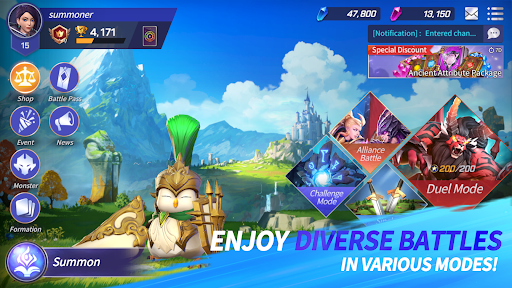 summoner
15
4,171
47,800
13,150
[Notification] : Entered chan...
Special Discount
7D
Ancient Attribute Package
Shop
Battle Pass
Event
News
Monster
Formation
Alliance
Battle
Challenge
Mode
200/200
Duel Mode
Summon
ENJOY DIVERSE BATTLES
IN VARIOUS MODES!